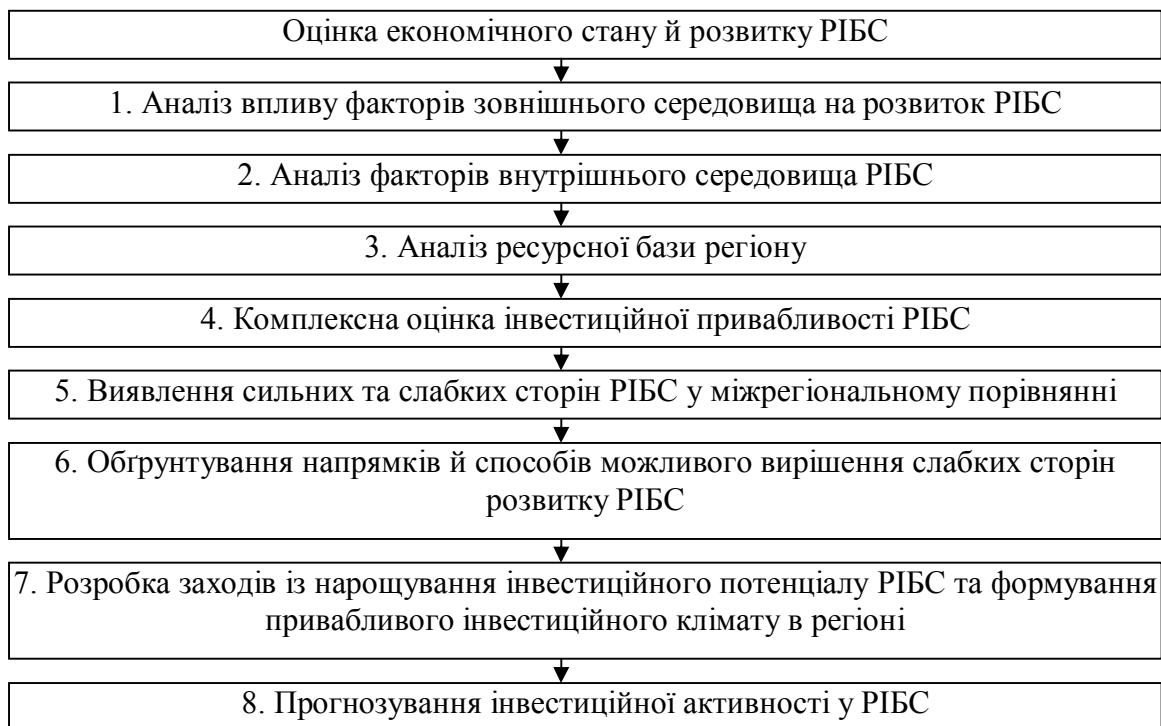 Оцінка економічного стану й розвитку РІБС
1. Аналіз впливу факторів зовнішнього середовища на розвиток РІБС
2. Аналіз факторів внутрішнього середовища РІБС
3. Аналіз ресурсної бази регіону
4. Комплексна оцінка інвестиційної привабливості РІБС
5. Виявлення сильних та слабких сторін РІБС у міжрегіональному порівнянні
6. Обґрунтування напрямків й способів можливого вирішення слабких сторін
розвитку РІБС
7. Розробка заходів із нарощування інвестиційного потенціалу РІБС та формування
привабливого інвестиційного клімату в регіоні
8. Прогнозування інвестиційної активності у РІБС